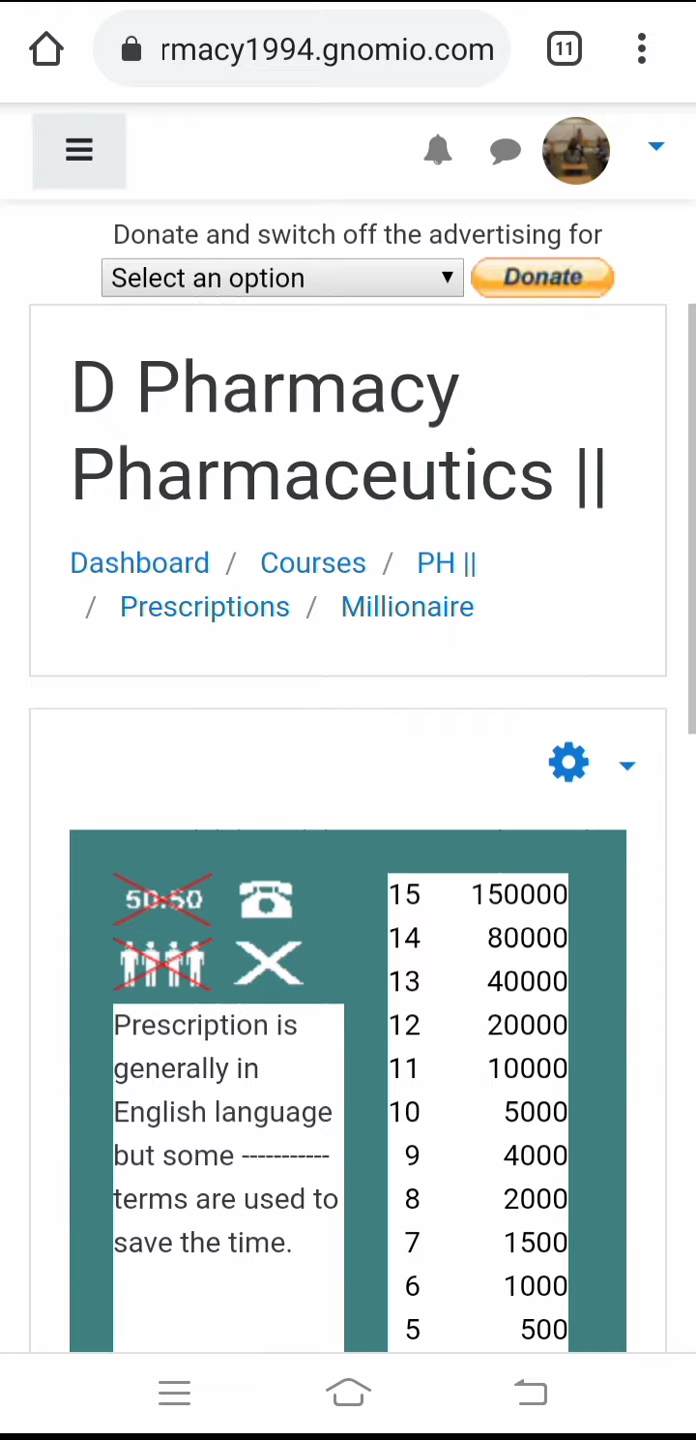 rmacy1994.gnomio.com
11
Donate and switch off the advertising for
Select an option
Donate
D Pharmacy
Pharmaceutics ||
Dashboard / Courses / PH ||
/ Prescriptions / Millionaire
50:50
Prescription is
generally in
English language
but some -----------
terms are used to
save the time.
15 150000
14 80000
13 40000
12 20000
11 10000
10 5000
9 4000
8 2000
7 1500
6 1000
5 500